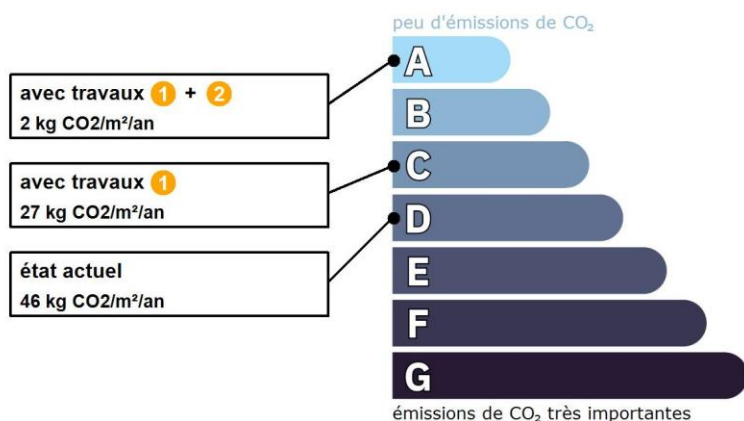 peu d'émissions de CO₂
A
B
C
D
E
F
G
émissions de CO₂ très importantes
avec travaux 1 + 2
2 kg CO2/m²/an
avec travaux 1
27 kg CO2/m²/an
état actuel
46 kg CO2/m²/an